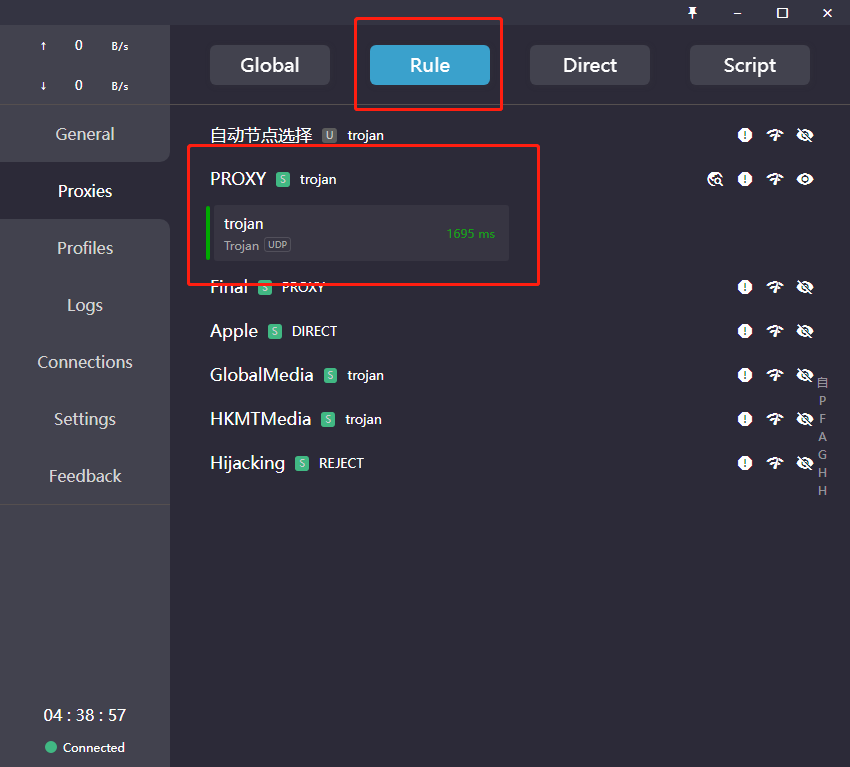 ↑ 0 B/s
↓ 0 B/s
General
Proxies
Profiles
Logs
Connections
Settings
Feedback
04 : 38 : 57
Connected
Global Rule Direct Script
自动节点选择 U trojan
PROXY S trojan
trojan
Trojan UDP
1695 ms
Final S PROXY
Apple S DIRECT
GlobalMedia S trojan
HKMTMedia S trojan
Hijacking S REJECT
自
P
F
A
G
H
H